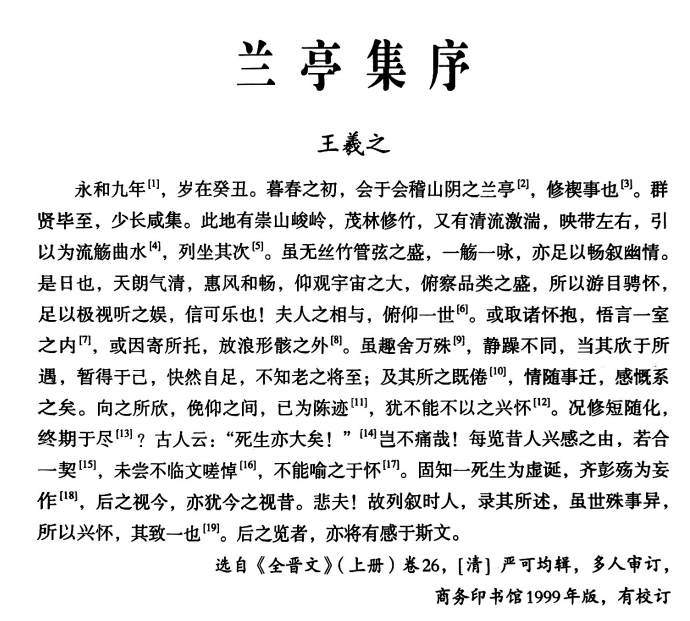 兰亭集序
王羲之
永和九年[1]，岁在癸丑。暮春之初，会于会稽山阴之兰亭[2]，修禊事也[3]。群
贤毕至，少长咸集。此地有崇山峻岭，茂林修竹，又有清流激湍，映带左右，引
以为流觞曲水[4]，列坐其次[5]。虽无丝竹管弦之盛，一觞一咏，亦足以畅叙幽情。
是日也，天朗气清，惠风和畅，仰观宇宙之大，俯察品类之盛，所以游目骋怀，
足以极视听之娱，信可乐也！夫人之相与，俯仰一世[6]。或取诸怀抱，悟言一室
之内[7]，或因寄所托，放浪形骸之外[8]。虽趣舍万殊[9]，静躁不同，当其欣于所
遇，暂得于己，快然自足，不知老之将至；及其所之既倦[10]，情随事迁，感慨系
之矣。向之所欣，俛仰之间，已为陈迹[11]，犹不能不以之兴怀[12]。况修短随化，
终期于尽[13]？古人云：“死生亦大矣！”[14]岂不痛哉！每览昔人兴感之由，若合
一契[15]，未尝不临文嗟悼[16]，不能喻之于怀[17]。固知一死生为虚诞，齐彭殇为妄
作[18]，后之视今，亦犹今之视昔。悲夫！故列叙时人，录其所述，虽世殊事异，
所以兴怀，其致一也[19]。后之览者，亦将有感于斯文。
选自《全晋文》（上册）卷26，[清] 严可均辑，多人审订，
商务印书馆1999年版，有校订